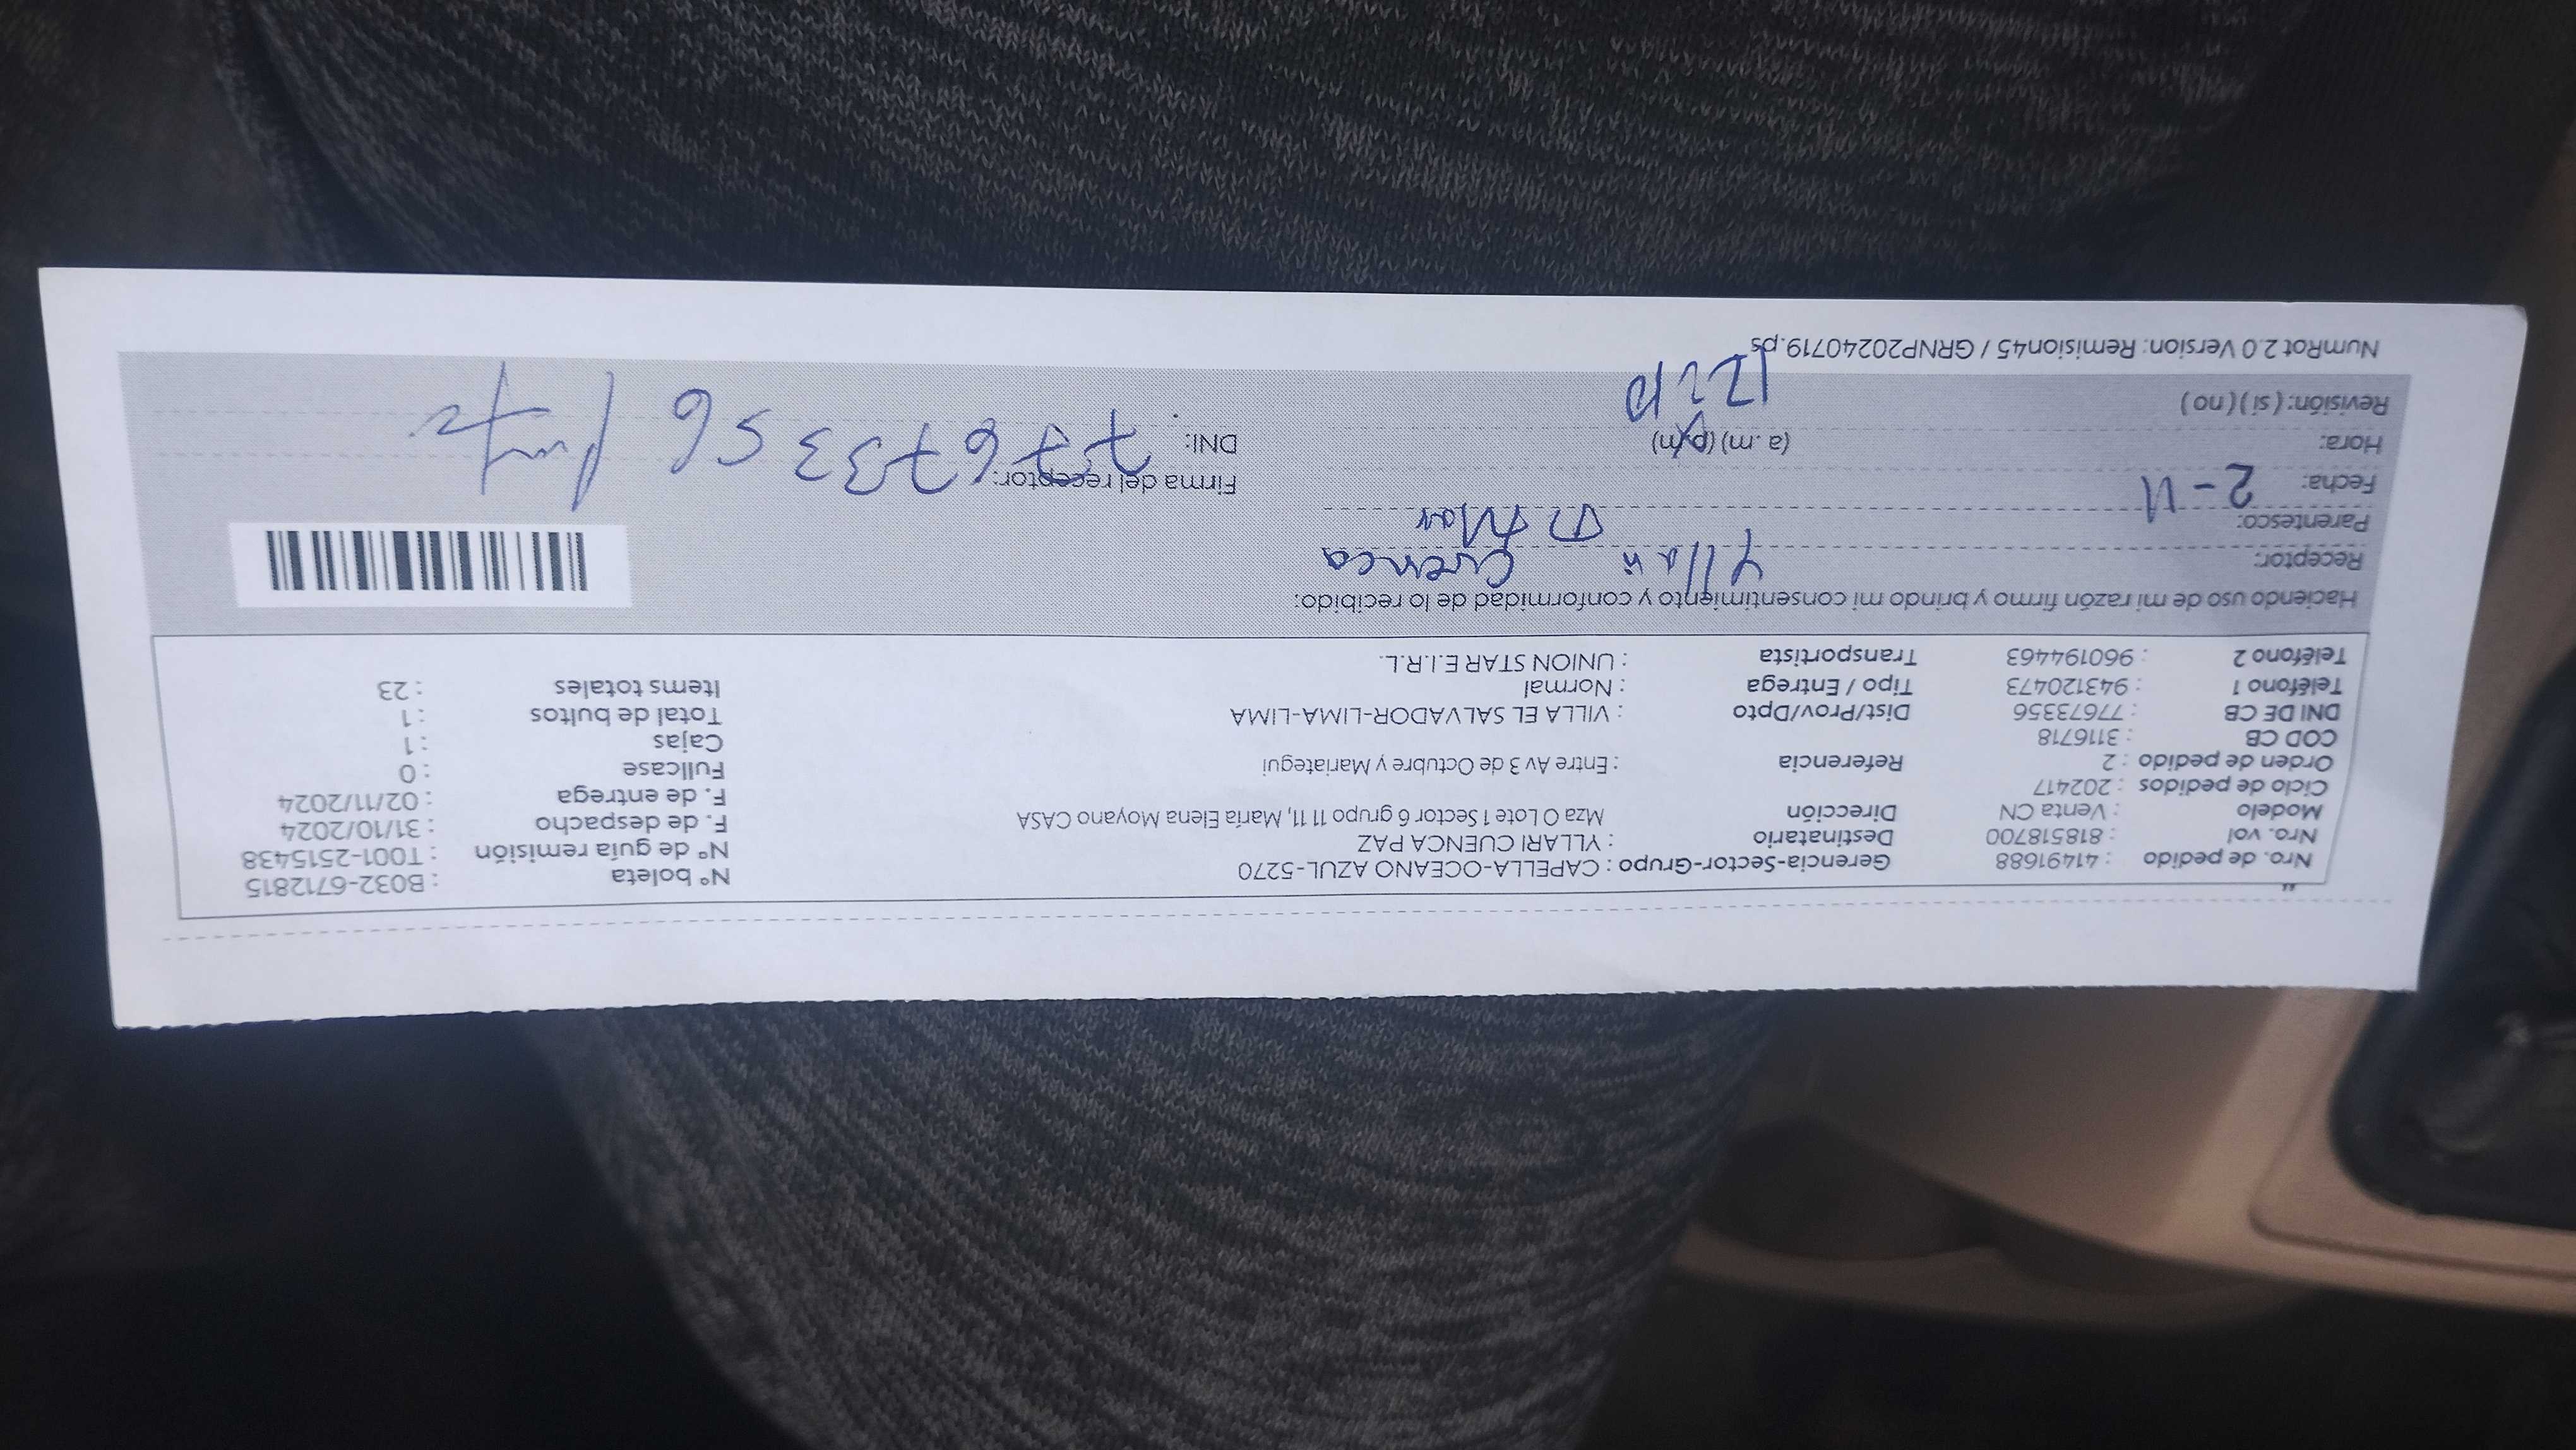 Nro. de pedido : 41491688 Gerencia-Sector-Grupo : CAPELLA-OCEANO AZUL-5270 N° boleta : B032-6712815
Nro. vol : 818518700 Destinatario : YLLARI CUENCA PAZ N° de guía remisión : T001-2515438
Modelo : Venta CN Dirección Mza O Lote 1 Sector 6 grupo 11 11, María Elena Moyano CASA F. de despacho : 31/10/2024
Ciclo de pedidos : 202417 F. de entrega : 02/11/2024
Orden de pedido : 2 Referencia : Entre Av 3 de Octubre y Mariategui Fullcase : 0
COD CB : 3116718 Cajas : 1
DNI DE CB : 77673356 Dist/Prov/Dpto : VILLA EL SALVADOR-LIMA-LIMA Total de bultos : 1
Teléfono 1 : 943120473 Tipo / Entrega : Normal Items totales : 23
Teléfono 2 : 960194463 Transportista : UNION STAR E.I.R.L.
Haciendo uso de mi razón firmo y brindo mi consentimiento y conformidad de lo recibido:
Receptor: Yllari Cuenca
Parentesco:
Fecha: 2-11 Firma del receptor:
Hora: (a.m) (p.m) DNI: 77673356
Revisión: ( si ) ( no )
NumRot 2.0 Version: Remision45 / GRNP20240719.ps